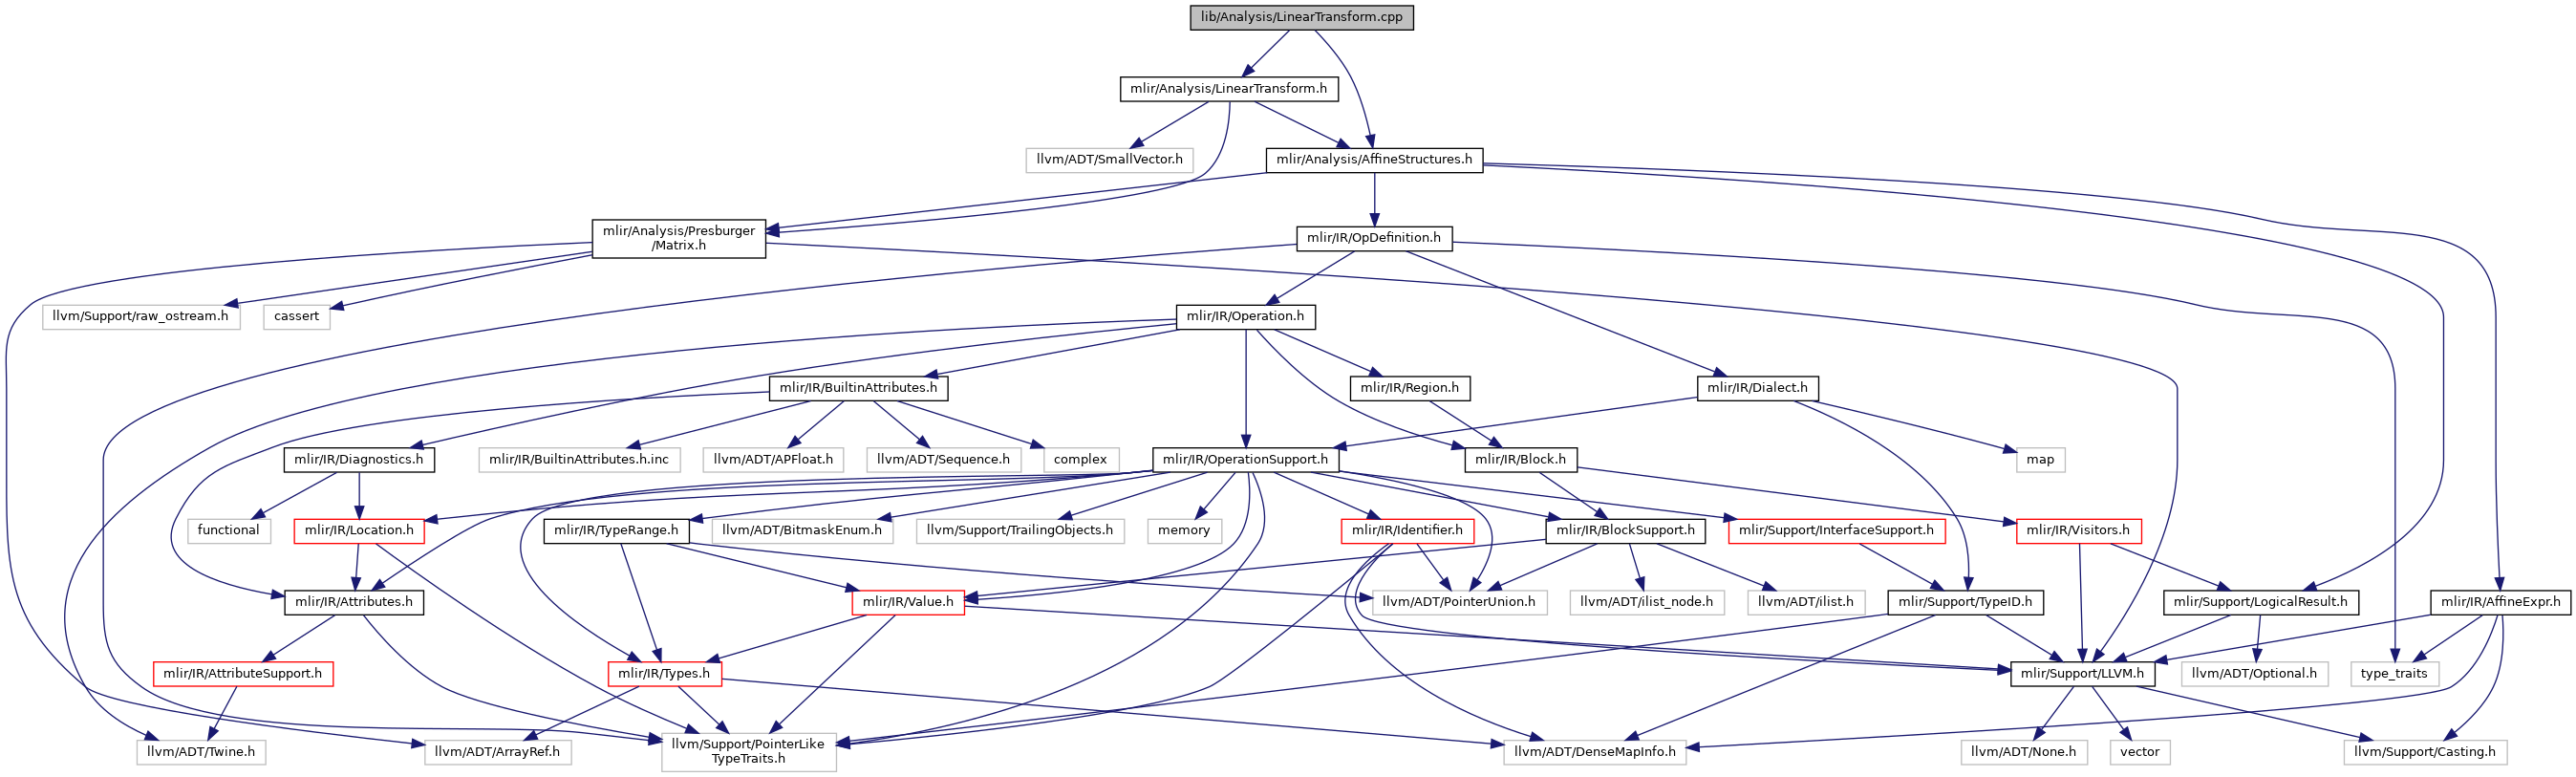 lib/Analysis/LinearTransform.cpp
mlir/Analysis/LinearTransform.h
llvm/ADT/SmallVector.h
mlir/Analysis/AffineStructures.h
mlir/Analysis/Presburger
/Matrix.h
mlir/IR/OpDefinition.h
llvm/Support/raw_ostream.h
cassert
mlir/IR/Operation.h
mlir/IR/BuiltinAttributes.h
mlir/IR/Region.h
mlir/IR/Dialect.h
mlir/IR/Diagnostics.h
mlir/IR/BuiltinAttributes.h.inc
llvm/ADT/APFloat.h
llvm/ADT/Sequence.h
complex
mlir/IR/OperationSupport.h
mlir/IR/Block.h
map
functional
mlir/IR/Location.h
mlir/IR/TypeRange.h
llvm/ADT/BitmaskEnum.h
llvm/Support/TrailingObjects.h
memory
mlir/IR/Identifier.h
mlir/IR/BlockSupport.h
mlir/Support/InterfaceSupport.h
mlir/IR/Visitors.h
mlir/IR/Attributes.h
mlir/IR/Value.h
llvm/ADT/PointerUnion.h
llvm/ADT/ilist_node.h
llvm/ADT/ilist.h
mlir/Support/TypeID.h
mlir/Support/LogicalResult.h
mlir/IR/AffineExpr.h
mlir/IR/AttributeSupport.h
mlir/IR/Types.h
mlir/Support/LLVM.h
llvm/ADT/Optional.h
type_traits
llvm/ADT/Twine.h
llvm/ADT/ArrayRef.h
llvm/Support/PointerLike
TypeTraits.h
llvm/ADT/DenseMapInfo.h
llvm/ADT/None.h
vector
llvm/Support/Casting.h